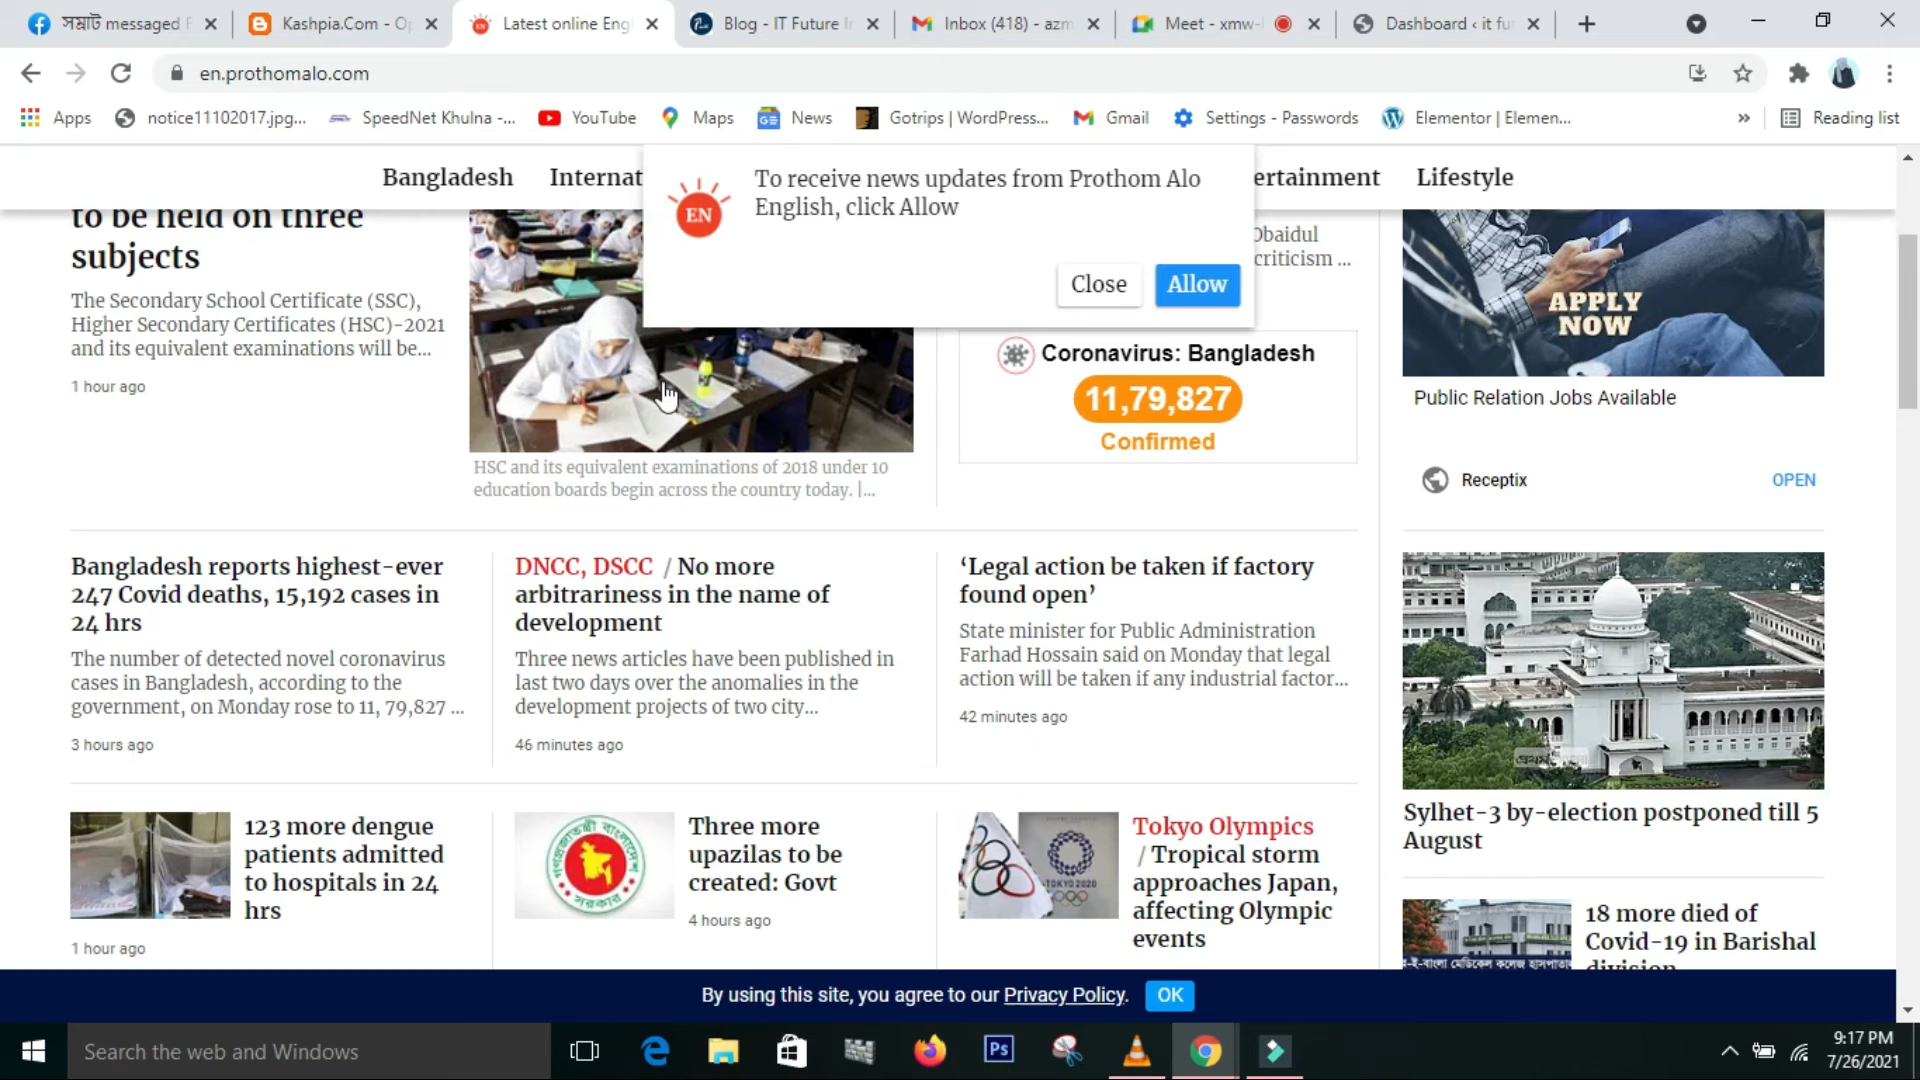 সম্রাট messaged
Kashpia.Com - Op
Latest online Eng
Blog - IT Future I
Inbox (418) - azm
Meet - xmw-
Dashboard ‹ it fu
en.prothomalo.com
Apps
notice11102017.jpg...
SpeedNet Khulna -...
YouTube
Maps
News
Gotrips | WordPress...
Gmail
Settings - Passwords
Elementor | Elemen...
»
Reading list
Bangladesh
Internat
ertainment
Lifestyle
EN
To receive news updates from Prothom Alo
English, click Allow
Close
Allow
to be held on three
subjects
The Secondary School Certificate (SSC),
Higher Secondary Certificates (HSC)-2021
and its equivalent examinations will be...
1 hour ago
HSC and its equivalent examinations of 2018 under 10
education boards begin across the country today. |...
Obaidul
criticism ...
Coronavirus: Bangladesh
11,79,827
Confirmed
APPLY
NOW
Public Relation Jobs Available
Receptix
OPEN
Bangladesh reports highest-ever
247 Covid deaths, 15,192 cases in
24 hrs
The number of detected novel coronavirus
cases in Bangladesh, according to the
government, on Monday rose to 11, 79,827 ...
3 hours ago
DNCC, DSCC / No more
arbitrariness in the name of
development
Three news articles have been published in
last two days over the anomalies in the
development projects of two city...
46 minutes ago
‘Legal action be taken if factory
found open’
State minister for Public Administration
Farhad Hossain said on Monday that legal
action will be taken if any industrial factor...
42 minutes ago
Sylhet-3 by-election postponed till 5
August
123 more dengue
patients admitted
to hospitals in 24
hrs
1 hour ago
Three more
upazilas to be
created: Govt
4 hours ago
TOKYO 2020
Tokyo Olympics
/ Tropical storm
approaches Japan,
affecting Olympic
events
18 more died of
Covid-19 in Barishal
division
By using this site, you agree to our Privacy Policy.
OK
Search the web and Windows
Ps
9:17 PM
7/26/2021